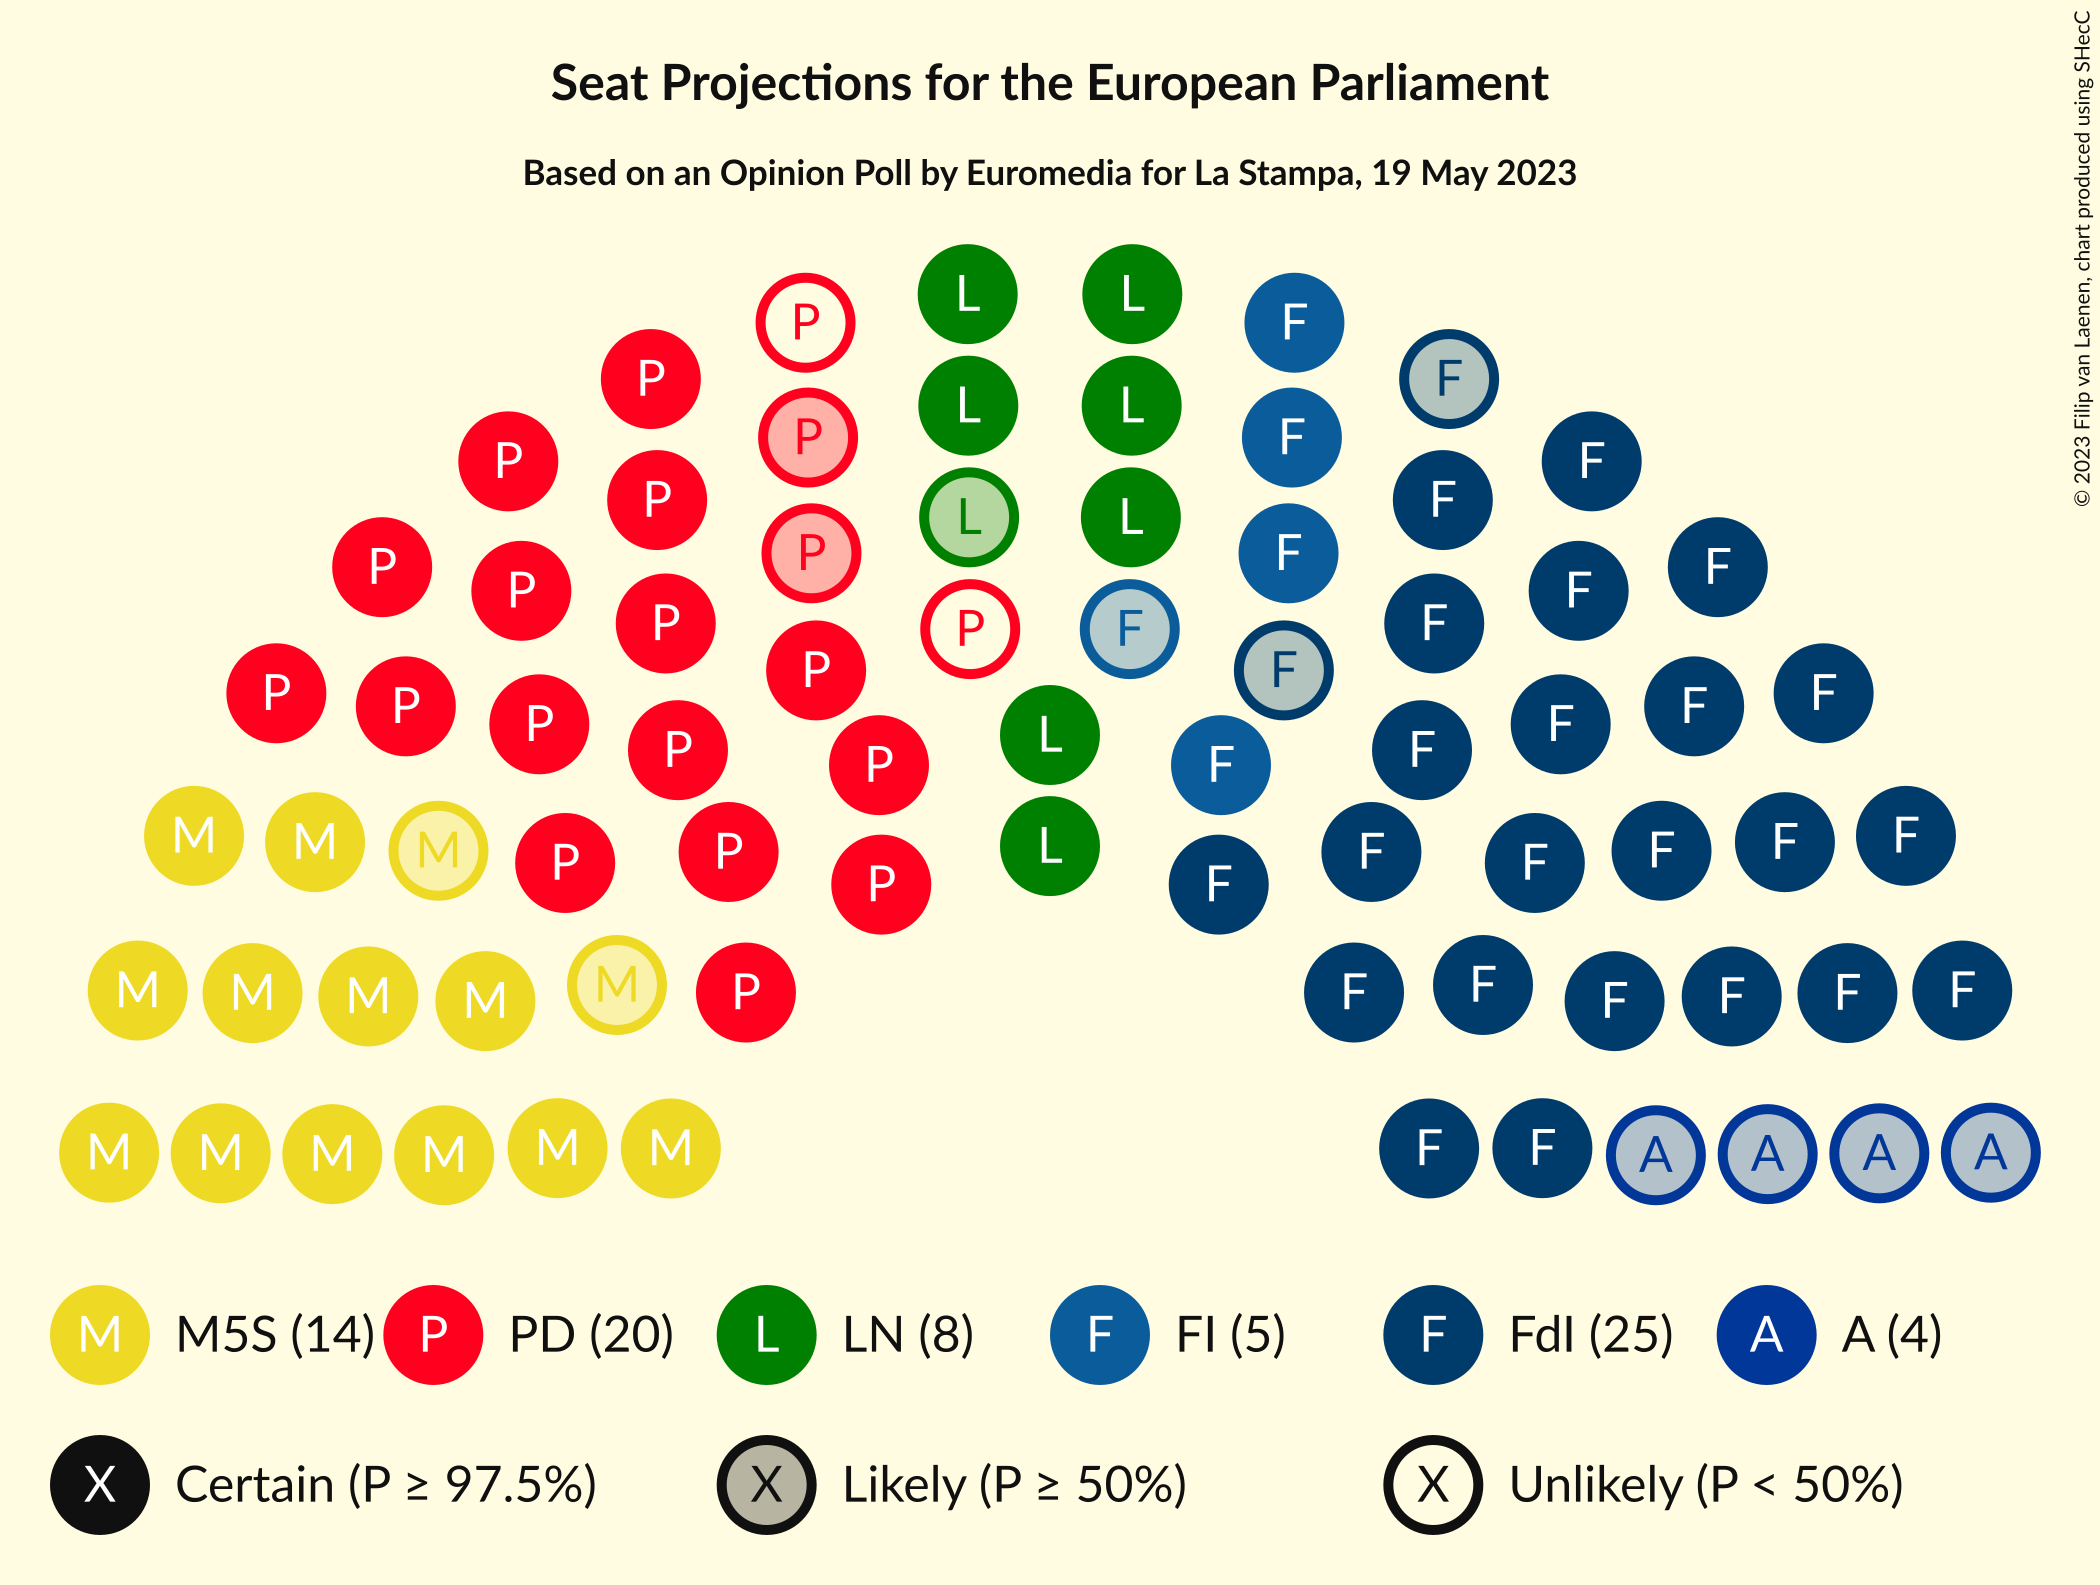 Seat Projections for the European Parliament
Based on an Opinion Poll by Euromedia for La Stampa, 19 May 2023
© 2023 Filip van Laenen, chart produced using SHecC
L L
P F
P F
L L
P F
P F
P F
L L
P F
P F
P F
P F
P F
P F
P F
P F
P P P L F F F F
P P F F
P F
P L F
M M M P P L F F F F F
P F
M M M M M P F F F F F F
M M M M M M F F A A A A
M M5S (14) P PD (20) L LN (8) F FI (5) F FdI (25) A A (4)
X Certain (P ≥ 97.5%) X Likely (P ≥ 50%) X Unlikely (P < 50%)